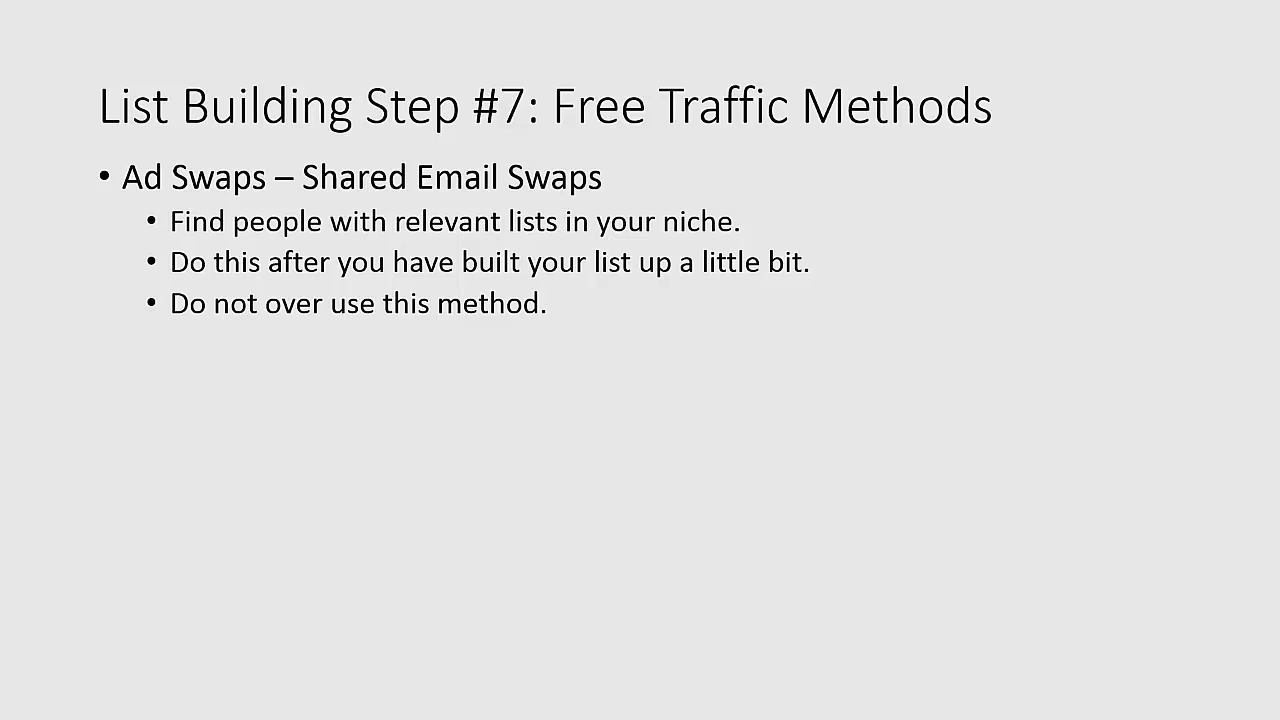 List Building Step #7: Free Traffic Methods
• Ad Swaps – Shared Email Swaps
• Find people with relevant lists in your niche.
• Do this after you have built your list up a little bit.
• Do not over use this method.